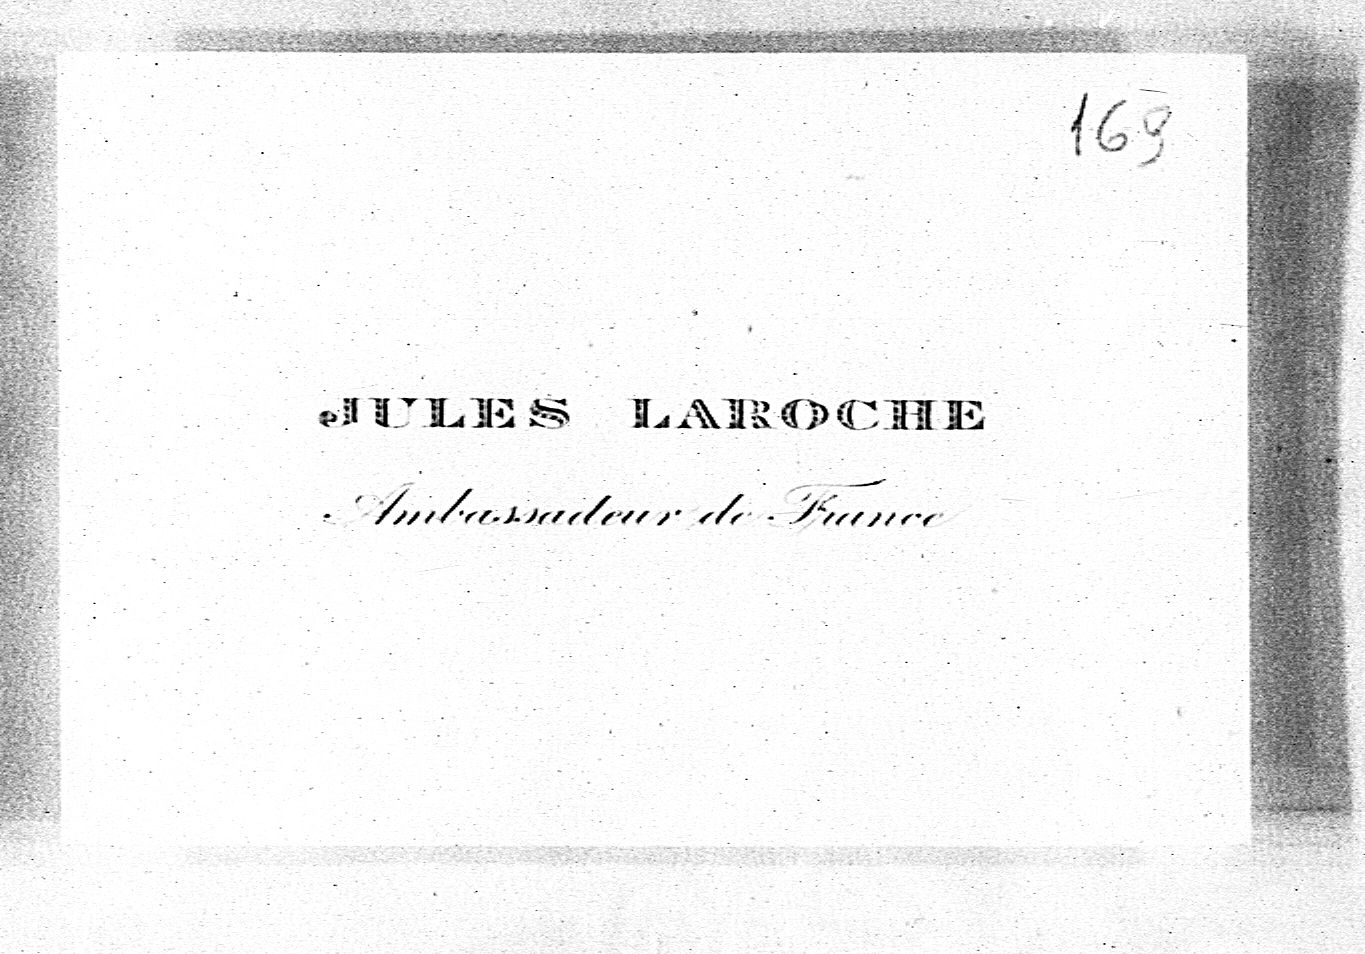 169
JULES LAROCHE
Ambassadeur de France